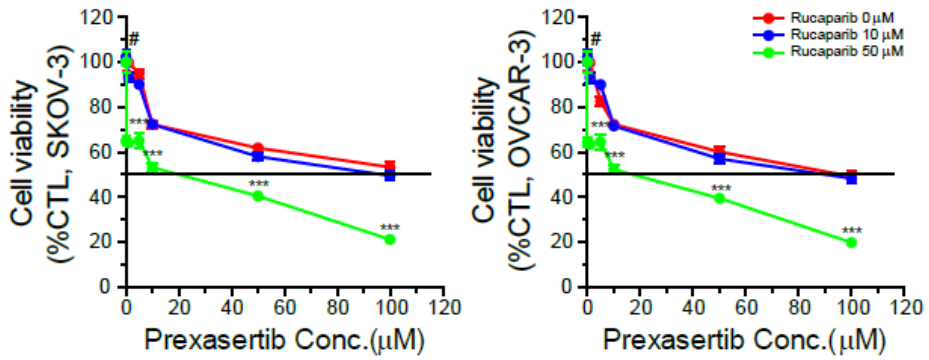 Cell viability
(%CTL, SKOV-3)
120
100
80
60
40
20
0
#
***
***
***
***
0 20 40 60 80 100 120
Prexasertib Conc.(μM)
Cell viability
(%CTL, OVCAR-3)
120
100
80
60
40
20
0
#
***
***
***
***
0 20 40 60 80 100 120
Prexasertib Conc.(μM)
Rucaparib 0 μM
Rucaparib 10 μM
Rucaparib 50 μM